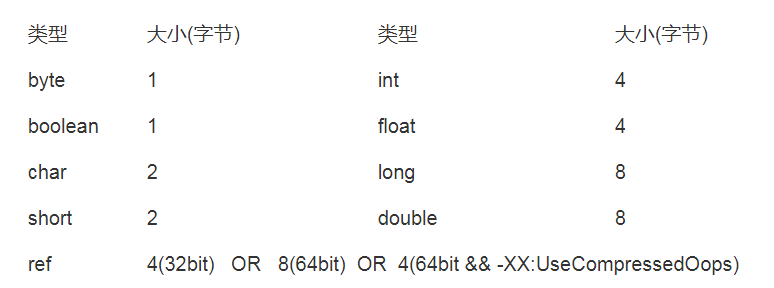 类型 大小(字节) 类型 大小(字节)
byte 1 int 4
boolean 1 float 4
char 2 long 8
short 2 double 8
ref 4(32bit) OR 8(64bit) OR 4(64bit && -XX:UseCompressedOops)